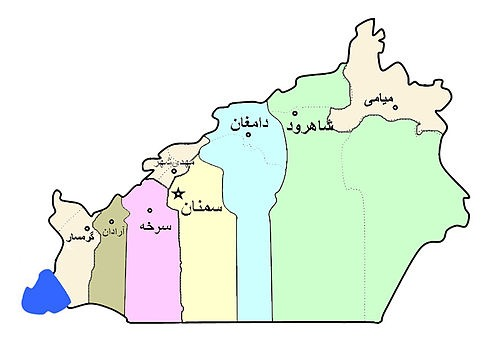 میامی
شاهرود
دامغان
مهدی‌شهر
سمنان
سرخه
آرادان
گرمسار